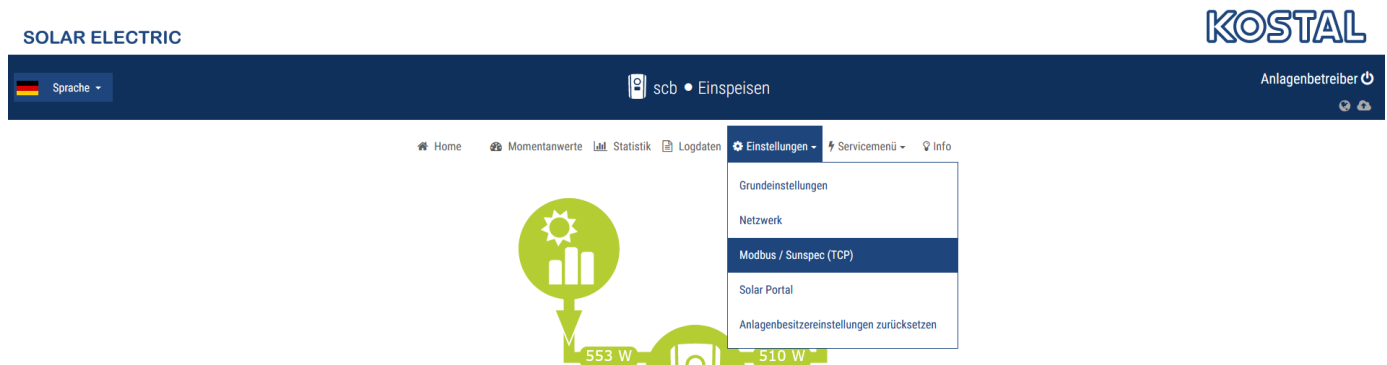 SOLAR ELECTRIC
KOSTAL
Sprache
scb • Einspeisen
Anlagenbetreiber
Home Momentanwerte Statistik Logdaten Einstellungen Servicemenü Info
Grundeinstellungen
Netzwerk
Modbus / Sunspec (TCP)
Solar Portal
Anlagenbesitzereinstellungen zurücksetzen
553 W 510 W